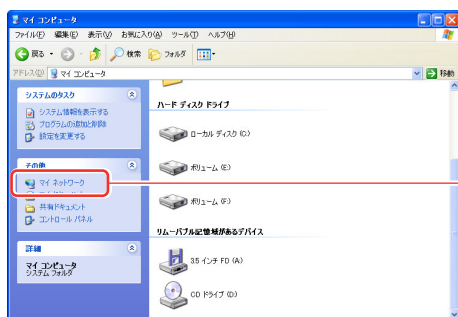 マイ コンピュータ
ファイル(F) 編集(E) 表示(V) お気に入り(A) ツール(T) ヘルプ(H)
戻る 検索 フォルダ
アドレス(D) マイ コンピュータ 移動
システムのタスク
システム情報を表示する
プログラムの追加と削除
設定を変更する
その他
マイ ネットワーク
共有ドキュメント
コントロール パネル
詳細
マイ コンピュータ
システム フォルダ
ハード ディスク ドライブ
ローカル ディスク (C:)
ボリューム (E:)
ボリューム (F:)
リムーバブル記憶域があるデバイス
3.5 インチ FD (A:)
CD ドライブ (D:)